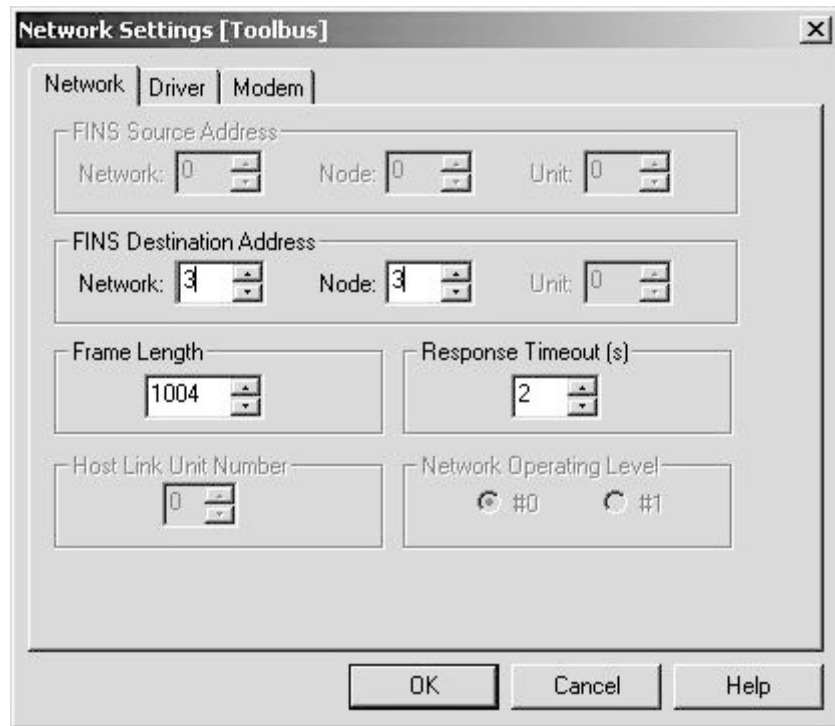 Network Settings [Toolbus]
Network Driver Modem
FINS Source Address
Network: 0 Node: 0 Unit: 0
FINS Destination Address
Network: 3 Node: 3 Unit: 0
Frame Length Response Timeout (s)
1004 2
Host Link Unit Number Network Operating Level
0 #0 #1
OK Cancel Help